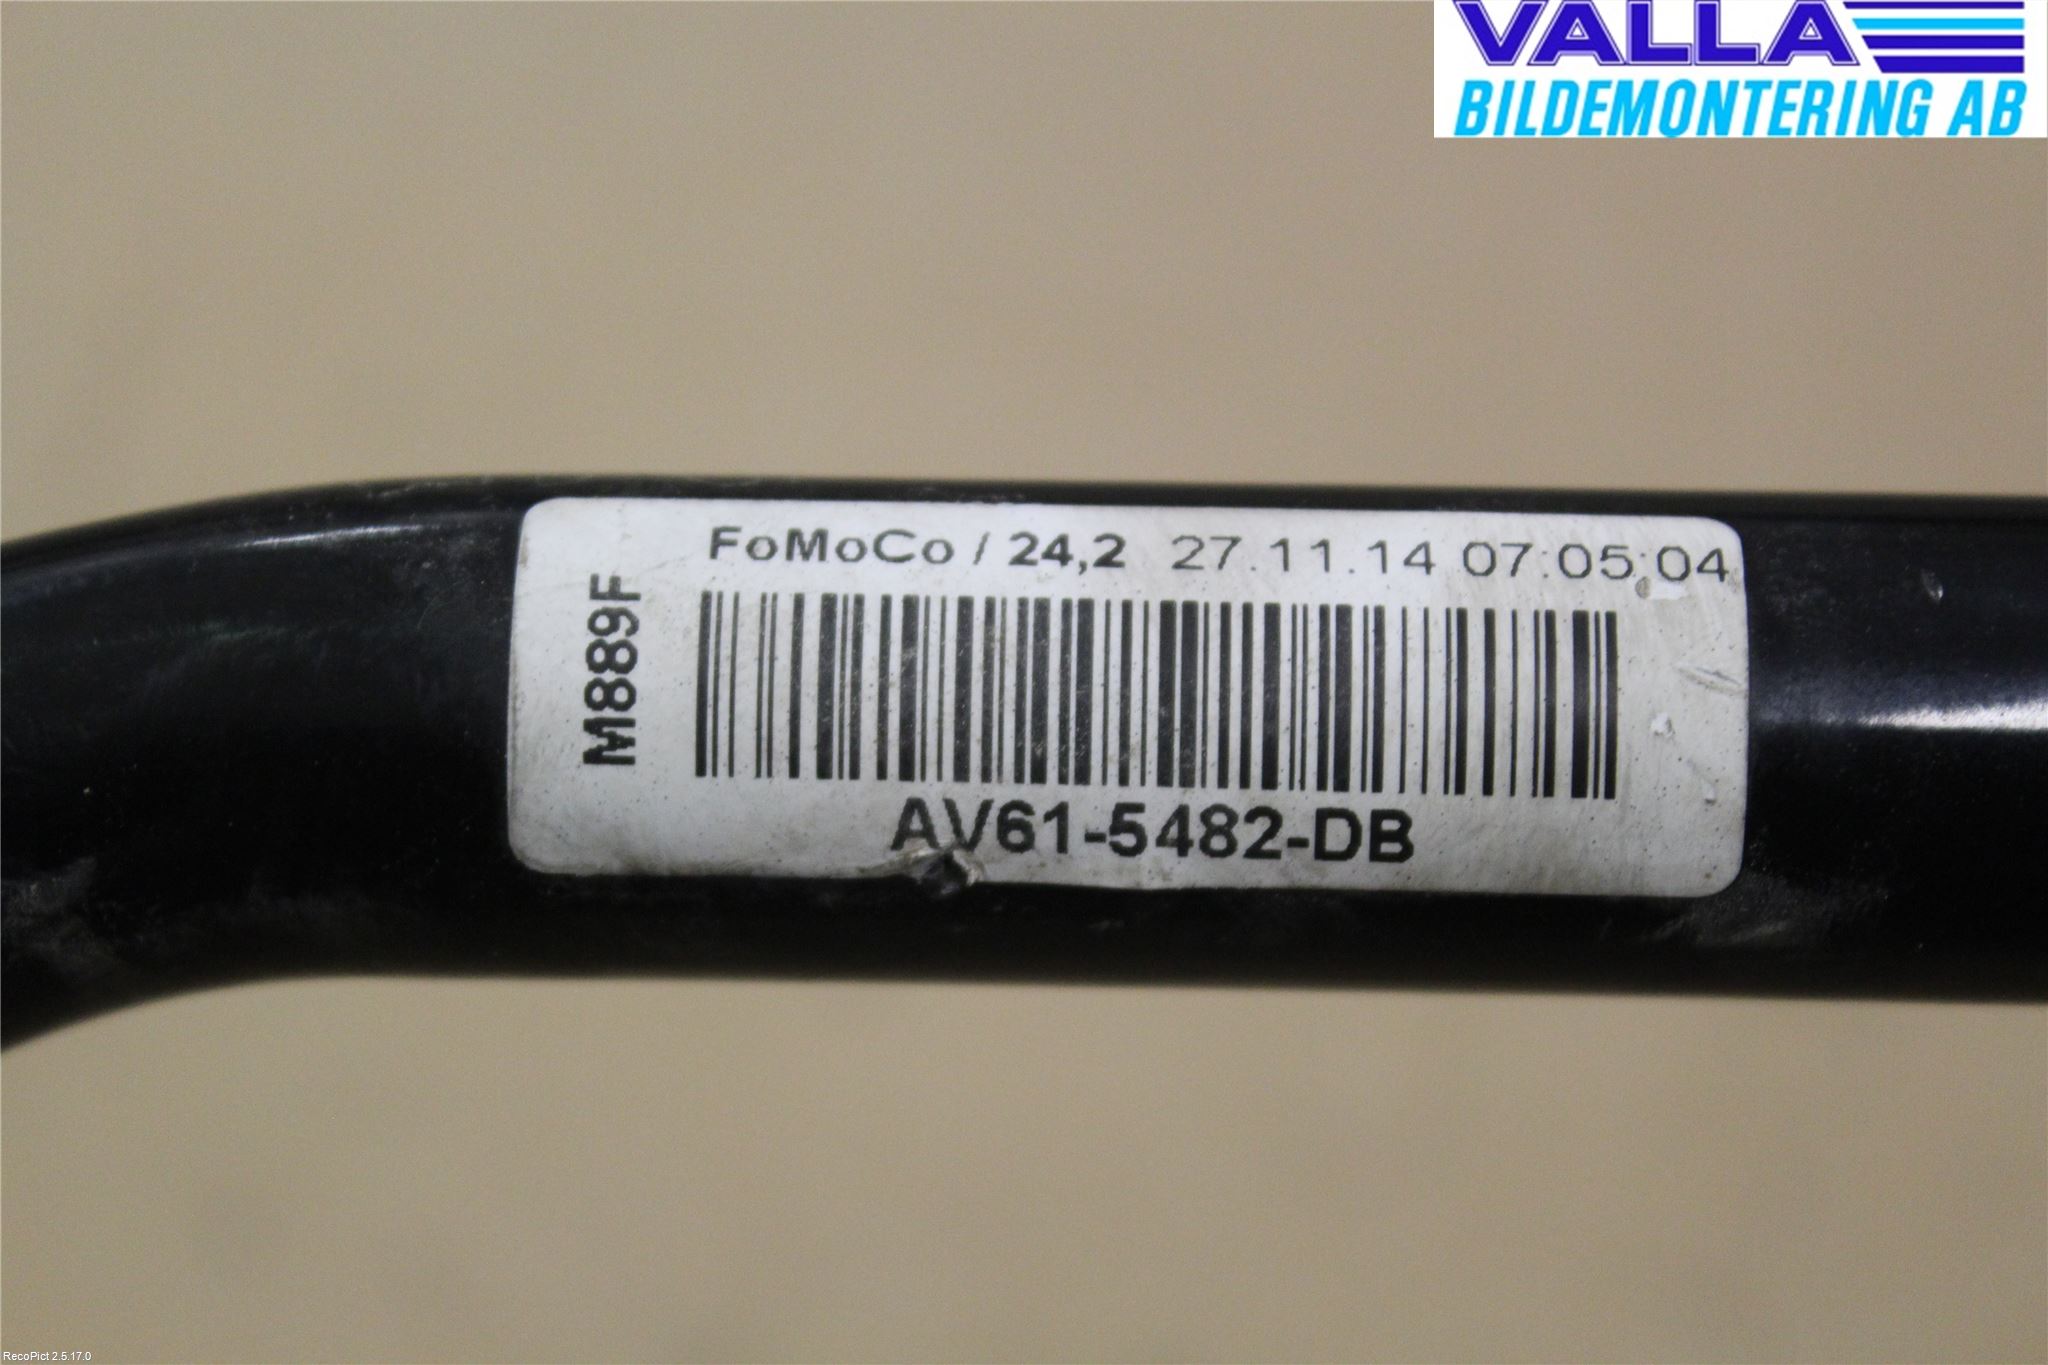 VALLA
BILDEMONTERING AB
FoMoCo / 24,2 27.11.14 07:05:04
M889F
AV61-5482-DB
RecoPict 2.5.17.0